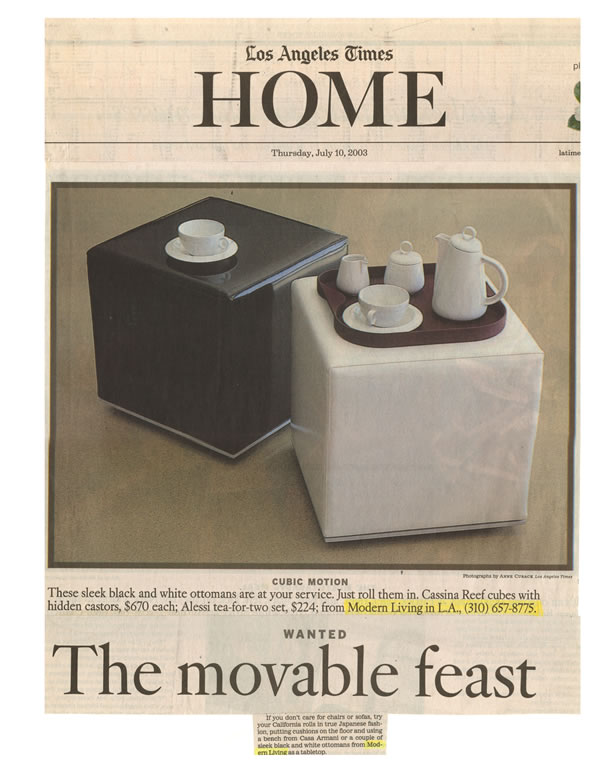 Los Angeles Times
HOME
Thursday, July 10, 2003
latime
Photographs by Anne Cusack Los Angeles Times
CUBIC MOTION
These sleek black and white ottomans are at your service. Just roll them in. Cassina Reef cubes with
hidden castors, $670 each; Alessi tea-for-two set, $224; from Modern Living in L.A., (310) 657-8775.
WANTED
The movable feast
If you don't care for chairs or sofas, try
your California rolls in true Japanese fash-
ion, putting cushions on the floor and using
a bench from Casa Armani or a couple of
sleek black and white ottomans from Mod-
ern Living as a tabletop.